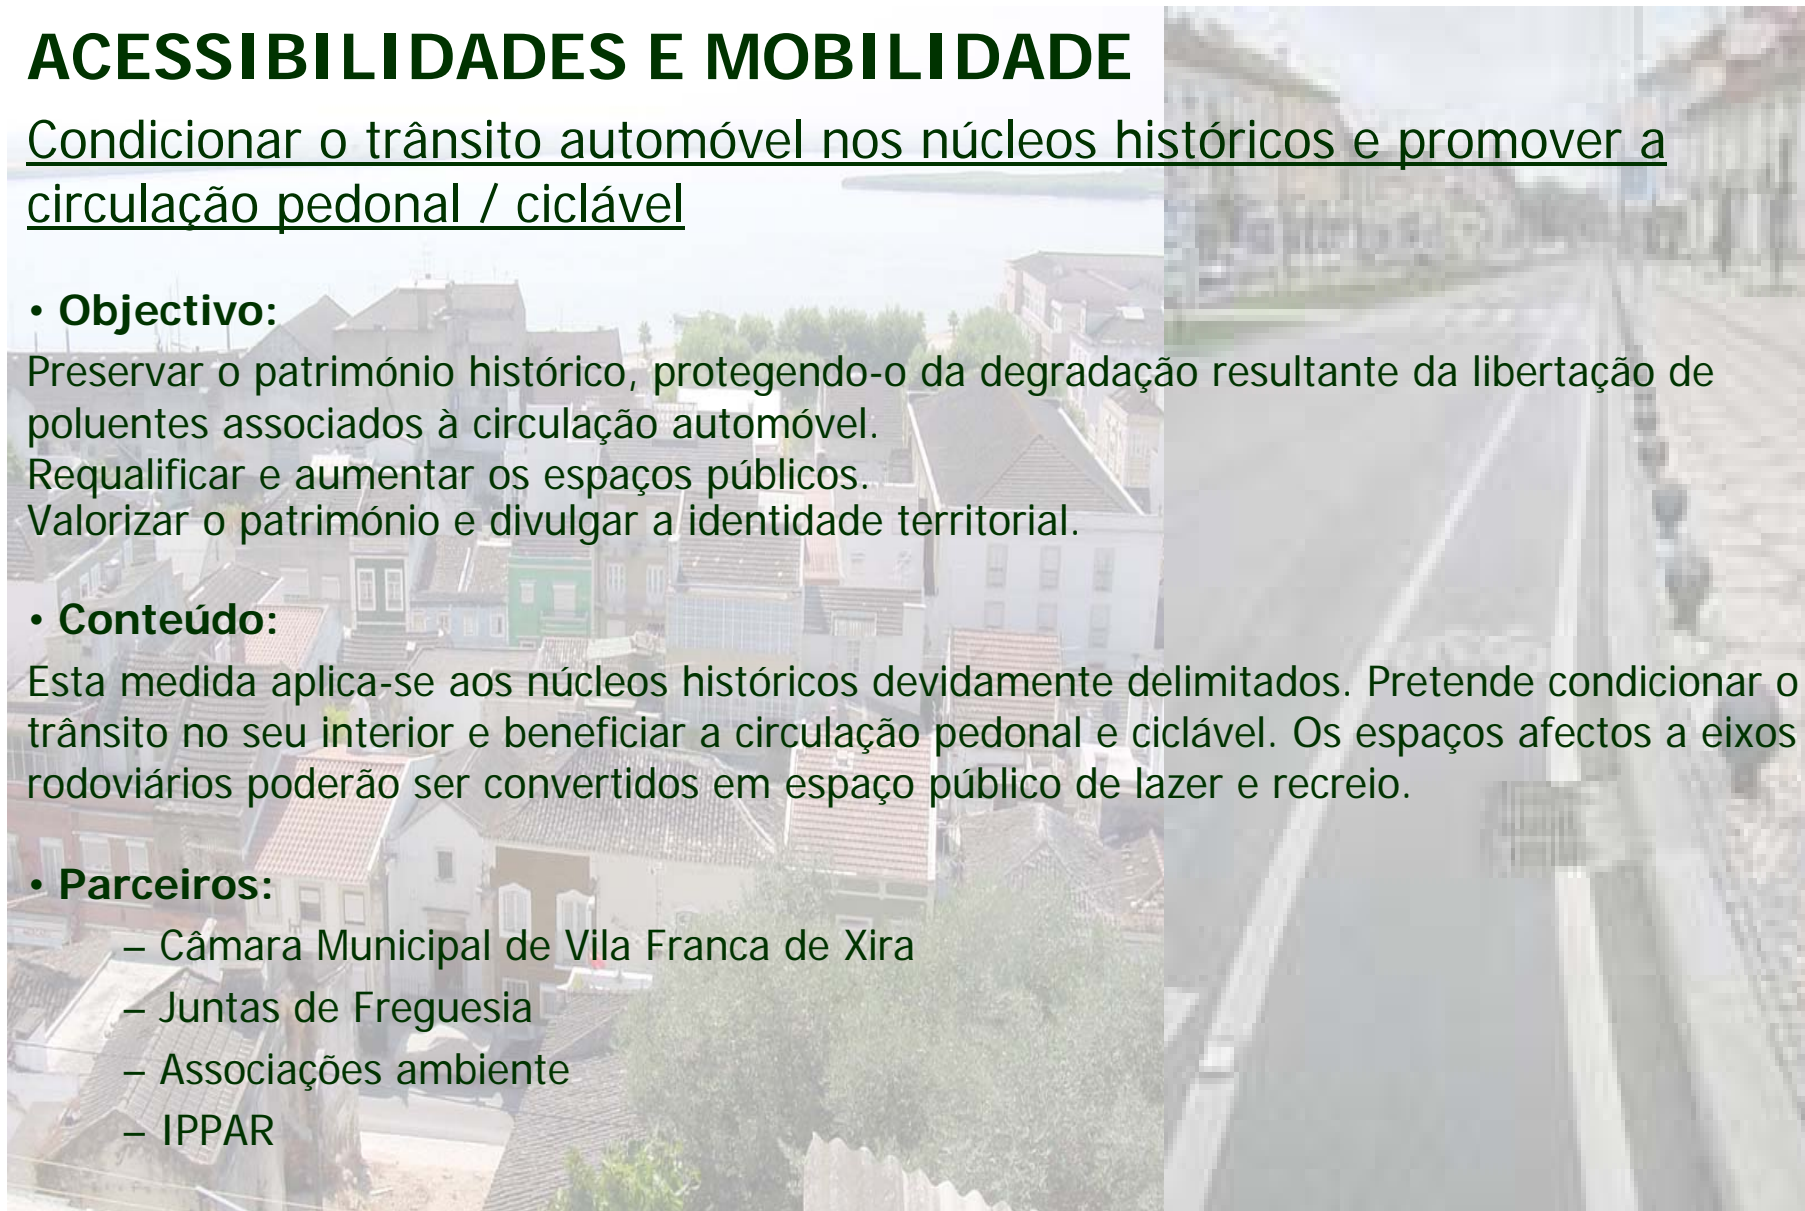 ACESSIBILIDADES E MOBILIDADE
Condicionar o trânsito automóvel nos núcleos históricos e promover a
circulação pedonal / ciclável
• Objectivo:
Preservar o património histórico, protegendo-o da degradação resultante da libertação de
poluentes associados à circulação automóvel.
Requalificar e aumentar os espaços públicos.
Valorizar o património e divulgar a identidade territorial.
• Conteúdo:
Esta medida aplica-se aos núcleos históricos devidamente delimitados. Pretende condicionar o
trânsito no seu interior e beneficiar a circulação pedonal e ciclável. Os espaços afectos a eixos
rodoviários poderão ser convertidos em espaço público de lazer e recreio.
• Parceiros:
– Câmara Municipal de Vila Franca de Xira
– Juntas de Freguesia
– Associações ambiente
– IPPAR